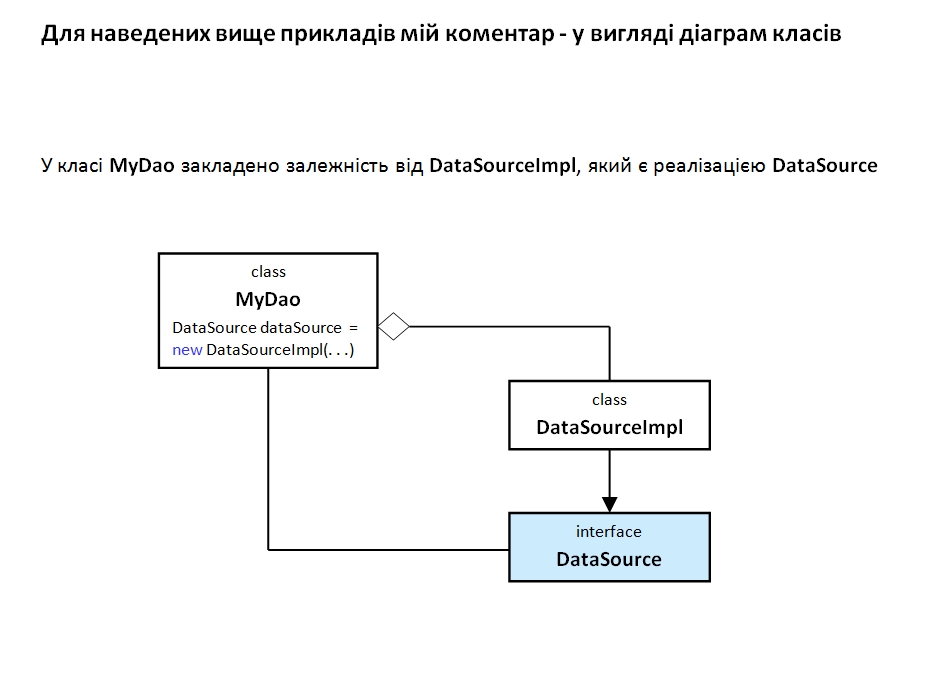 Для наведених вище прикладів мій коментар - у вигляді діаграм класів
У класі MyDao закладено залежність від DataSourceImpl, який є реалізацією DataSource
class
MyDao
DataSource dataSource =
new DataSourceImpl(...)
class
DataSourceImpl
interface
DataSource